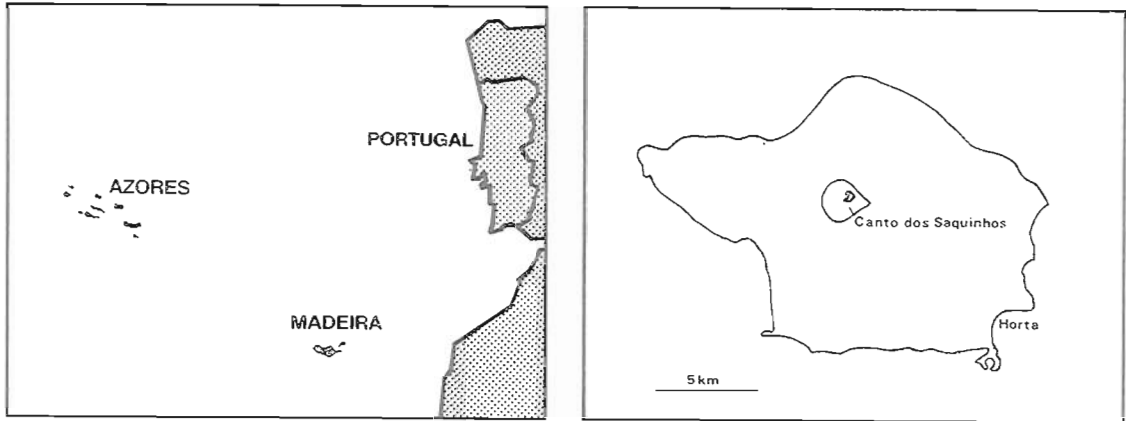 PORTUGAL
AZORES
MADEIRA
Canto dos Saquinhos
Horta
5km